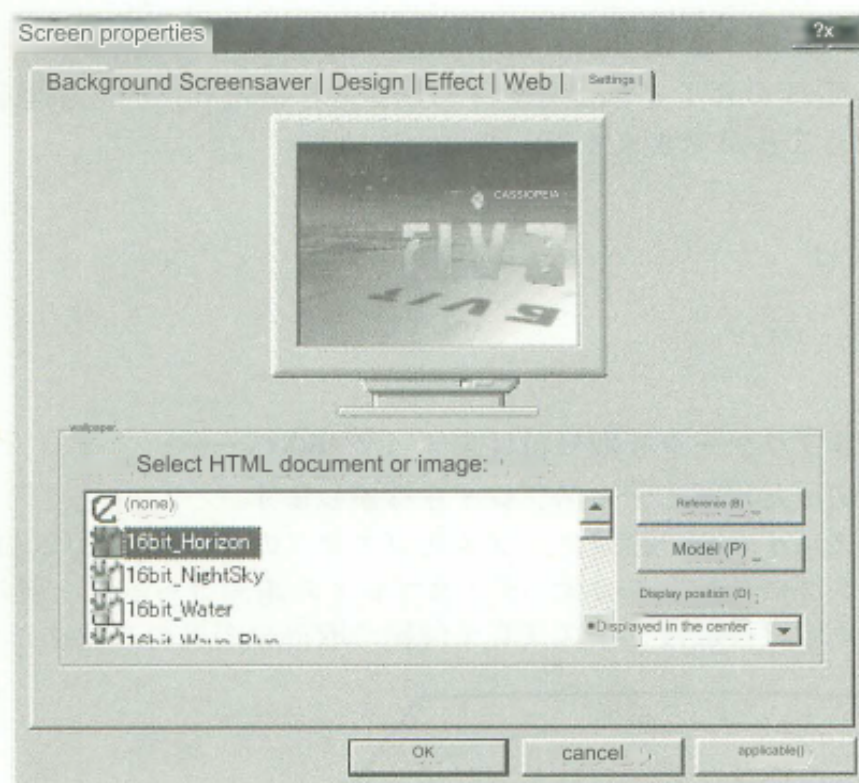 Screen properties
?x
Background Screensaver | Design | Effect | Web | Settings |
CASSIOPEIA
wallpaper
Select HTML document or image:
(none)
16bit_Horizon
16bit_NightSky
16bit_Water
16bit_Wave_Blue
Reference (B)
Model (P)
Display position (D) :
Displayed in the center
OK
cancel
applicable()